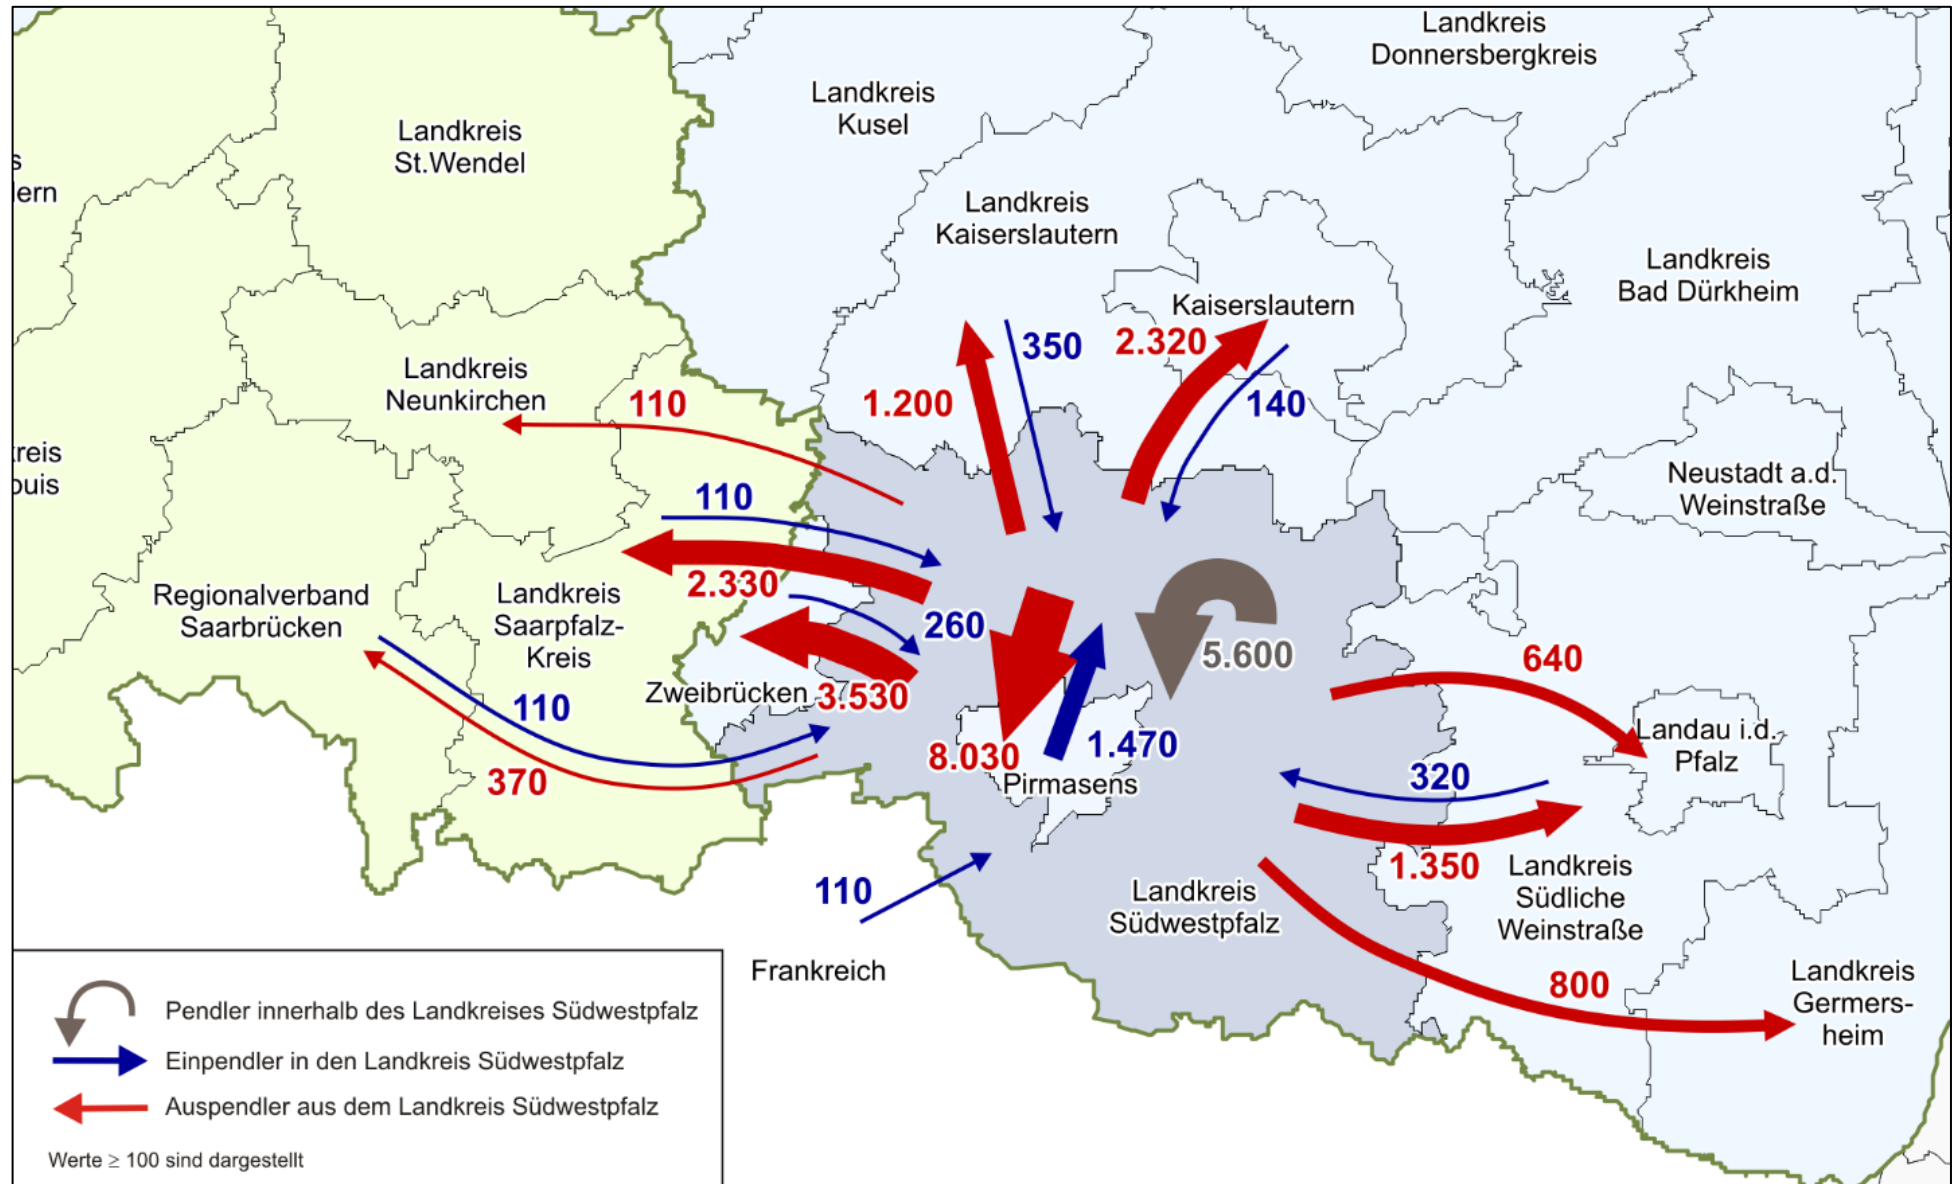 Landkreis
Donnersbergkreis
Landkreis
Kusel
Landkreis
St.Wendel
s
lern
Landkreis
Kaiserslautern
Landkreis
Bad Dürkheim
Kaiserslautern
350
2.320
1.200
140
Landkreis
Neunkirchen
110
kreis
ouis
110
Neustadt a.d.
Weinstraße
2.330
Regionalverband
Saarbrücken
Landkreis
Saarpfalz-
Kreis
260
5.600
640
Zweibrücken
3.530
110
8.030
1.470
Pirmasens
Landau i.d.
Pfalz
370
320
1.350
110
Landkreis
Südwestpfalz
Landkreis
Südliche
Weinstraße
Frankreich
800
Landkreis
Germers-
heim
Pendler innerhalb des Landkreises Südwestpfalz
Einpendler in den Landkreis Südwestpfalz
Auspendler aus dem Landkreis Südwestpfalz
Werte ≥ 100 sind dargestellt